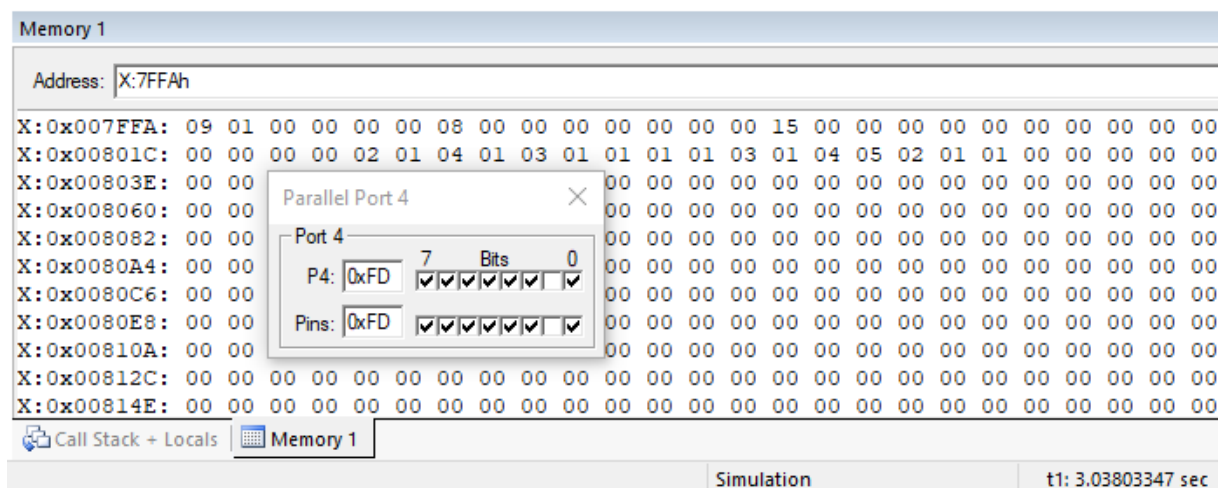 Memory 1
Address: X:7FFAh
X:0x007FFA: 09 01 00 00 00 00 08 00 00 00 00 00 00 00 15 00 00 00 00 00 00 00 00 00 00
X:0x00801C: 00 00 00 00 02 01 04 01 03 01 01 01 01 03 01 04 05 02 01 01 00 00 00 00 00
X:0x00803E: 00 00 00 00 00 00 00 00 00 00 00 00 00 00 00 00 00
X:0x008060: 00 00 00 00 00 00 00 00 00 00 00 00 00 00 00 00 00
X:0x008082: 00 00 00 00 00 00 00 00 00 00 00 00 00 00 00 00 00
X:0x0080A4: 00 00 00 00 00 00 00 00 00 00 00 00 00 00 00 00 00
X:0x0080C6: 00 00 00 00 00 00 00 00 00 00 00 00 00 00 00 00 00
X:0x0080E8: 00 00 00 00 00 00 00 00 00 00 00 00 00 00 00 00 00
X:0x00810A: 00 00 00 00 00 00 00 00 00 00 00 00 00 00 00 00 00
X:0x00812C: 00 00 00 00 00 00 00 00 00 00 00 00 00 00 00 00 00 00 00 00 00 00 00 00 00
X:0x00814E: 00 00 00 00 00 00 00 00 00 00 00 00 00 00 00 00 00 00 00 00 00 00 00 00 00
Parallel Port 4
Port 4
7 Bits 0
P4: 0xFD
Pins: 0xFD
Call Stack + Locals Memory 1
Simulation t1: 3.03803347 sec